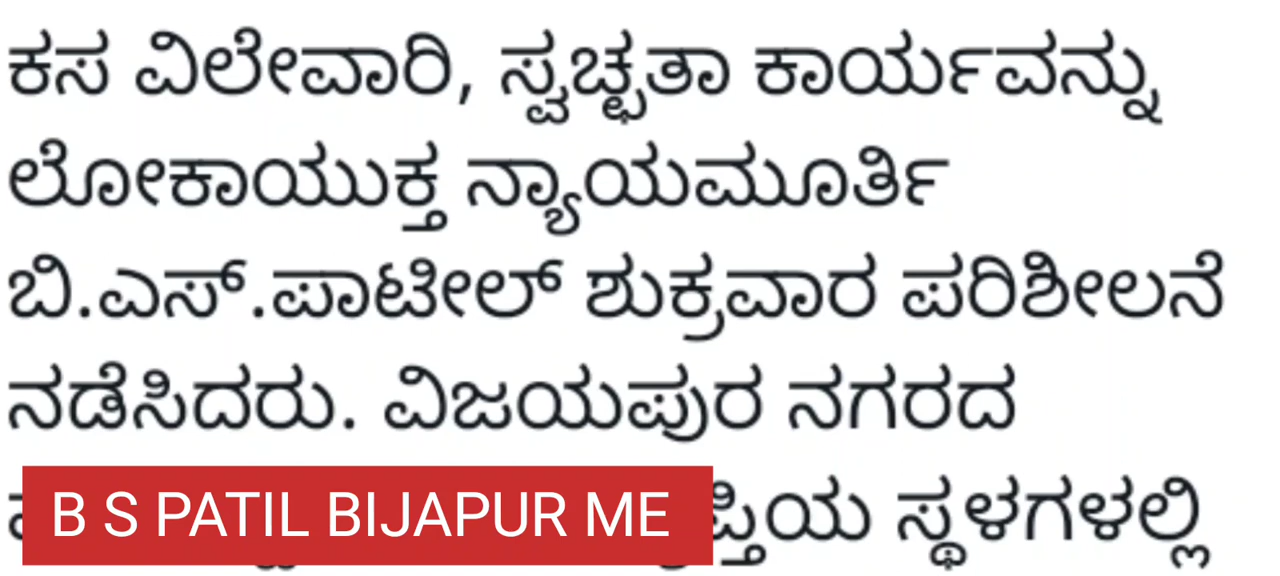 ಕಸ ವಿಲೇವಾರಿ, ಸ್ವಚ್ಛತಾ ಕಾರ್ಯವನ್ನು
ಲೋಕಾಯುಕ್ತ ನ್ಯಾಯಮೂರ್ತಿ
ಬಿ.ಎಸ್.ಪಾಟೀಲ್ ಶುಕ್ರವಾರ ಪರಿಶೀಲನೆ
ನಡೆಸಿದರು. ವಿಜಯಪುರ ನಗರದ
B S PATIL BIJAPUR ME
ಸ್ಥಳಗಳಲ್ಲಿ